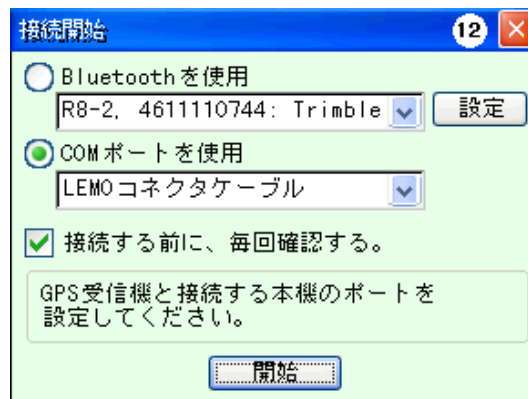 接続開始 12
Bluetoothを使用
R8-2, 4611110744: Trimble 設定
COMポートを使用
LEMOコネクタケーブル
接続する前に、毎回確認する。
GPS受信機と接続する本機のポートを
設定してください。
開始